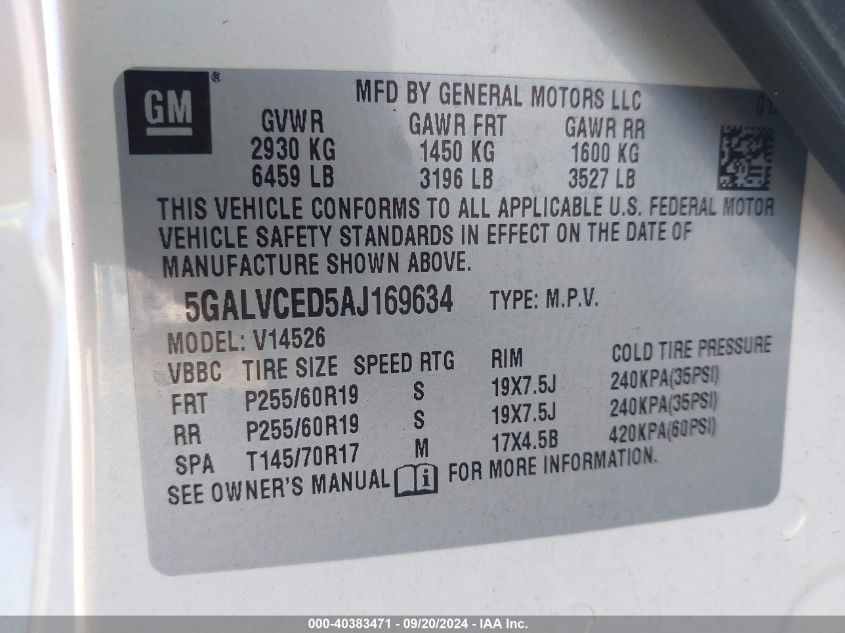 GM ®
MFD BY GENERAL MOTORS LLC
GVWR GAWR FRT GAWR RR
2930 KG 1450 KG 1600 KG
6459 LB 3196 LB 3527 LB
THIS VEHICLE CONFORMS TO ALL APPLICABLE U.S. FEDERAL MOTOR
VEHICLE SAFETY STANDARDS IN EFFECT ON THE DATE OF
MANUFACTURE SHOWN ABOVE.
5GALVCED5AJ169634 TYPE: M.P.V.
MODEL: V14526
VBBC TIRE SIZE SPEED RTG RIM COLD TIRE PRESSURE
FRT P255/60R19 S 19X7.5J 240KPA(35PSI)
RR P255/60R19 S 19X7.5J 240KPA(35PSI)
SPA T145/70R17 M 17X4.5B 420KPA(60PSI)
SEE OWNER'S MANUAL i FOR MORE INFORMATION.
000-40383471 - 09/20/2024 - IAA Inc.